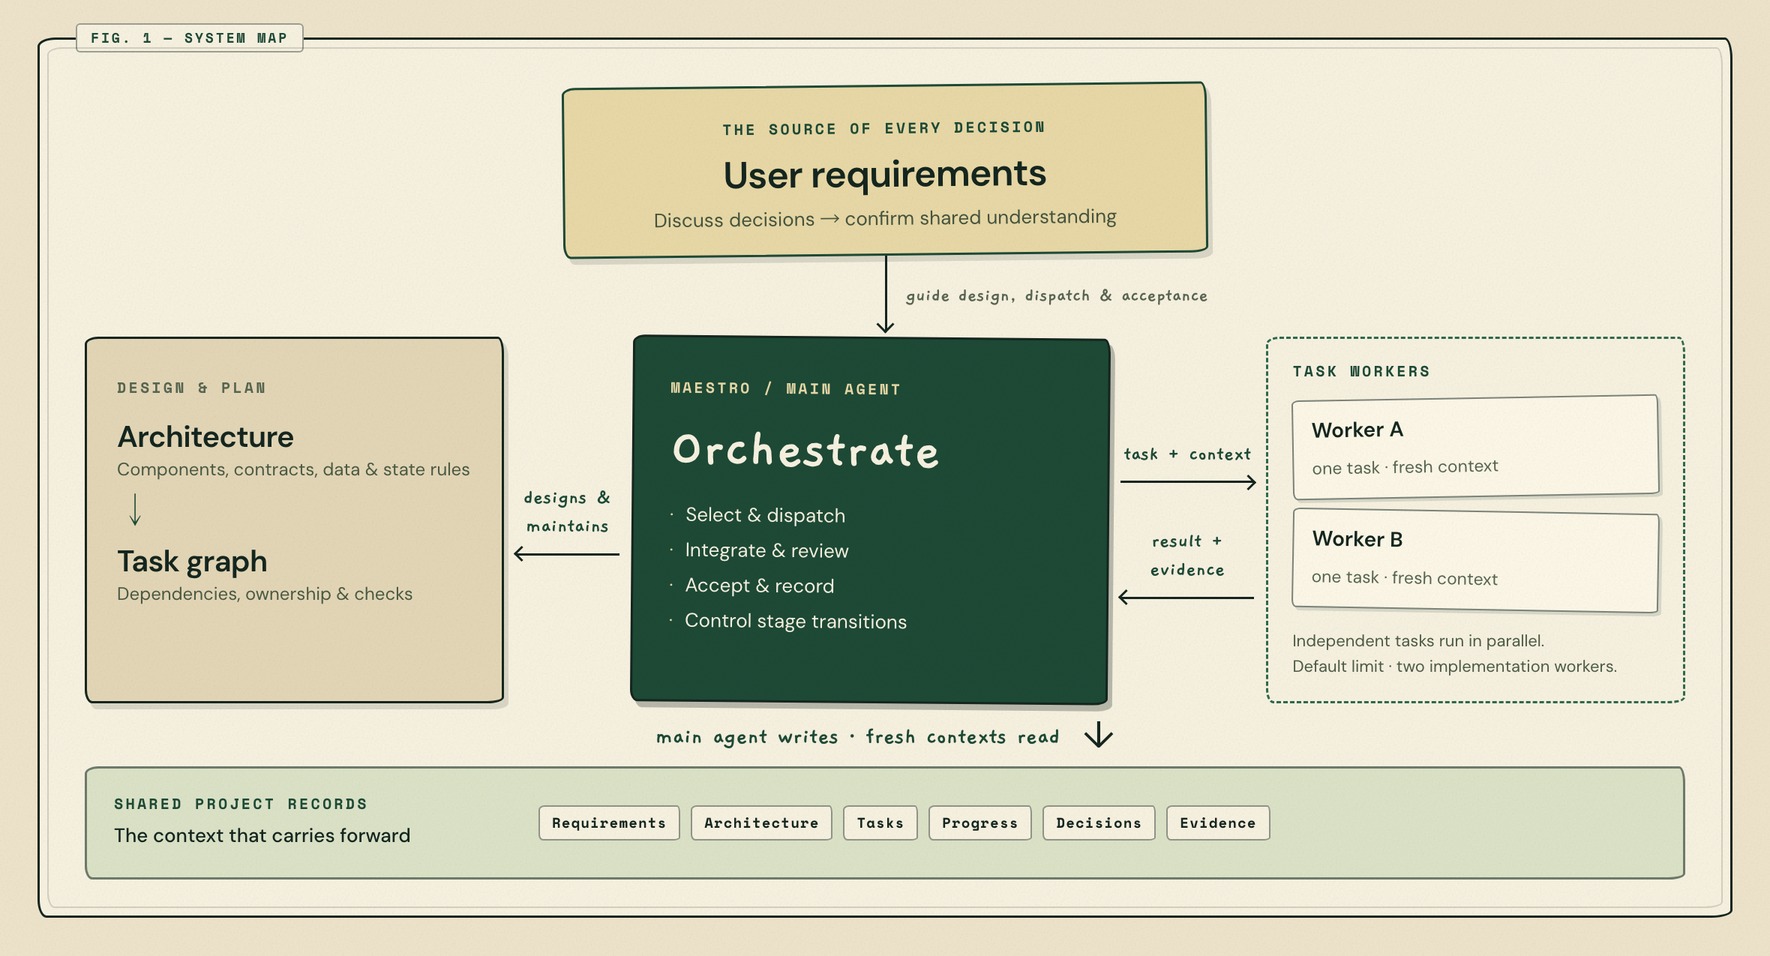 FIG. 1 — SYSTEM MAP
THE SOURCE OF EVERY DECISION
User requirements
Discuss decisions → confirm shared understanding
guide design, dispatch & acceptance
DESIGN & PLAN
Architecture
Components, contracts, data & state rules
↓
Task graph
Dependencies, ownership & checks
designs &
maintains
MAESTRO / MAIN AGENT
Orchestrate
· Select & dispatch
· Integrate & review
· Accept & record
· Control stage transitions
task + context
result +
evidence
TASK WORKERS
Worker A
one task · fresh context
Worker B
one task · fresh context
Independent tasks run in parallel.
Default limit · two implementation workers.
main agent writes · fresh contexts read ↓
SHARED PROJECT RECORDS
The context that carries forward
Requirements Architecture Tasks Progress Decisions Evidence